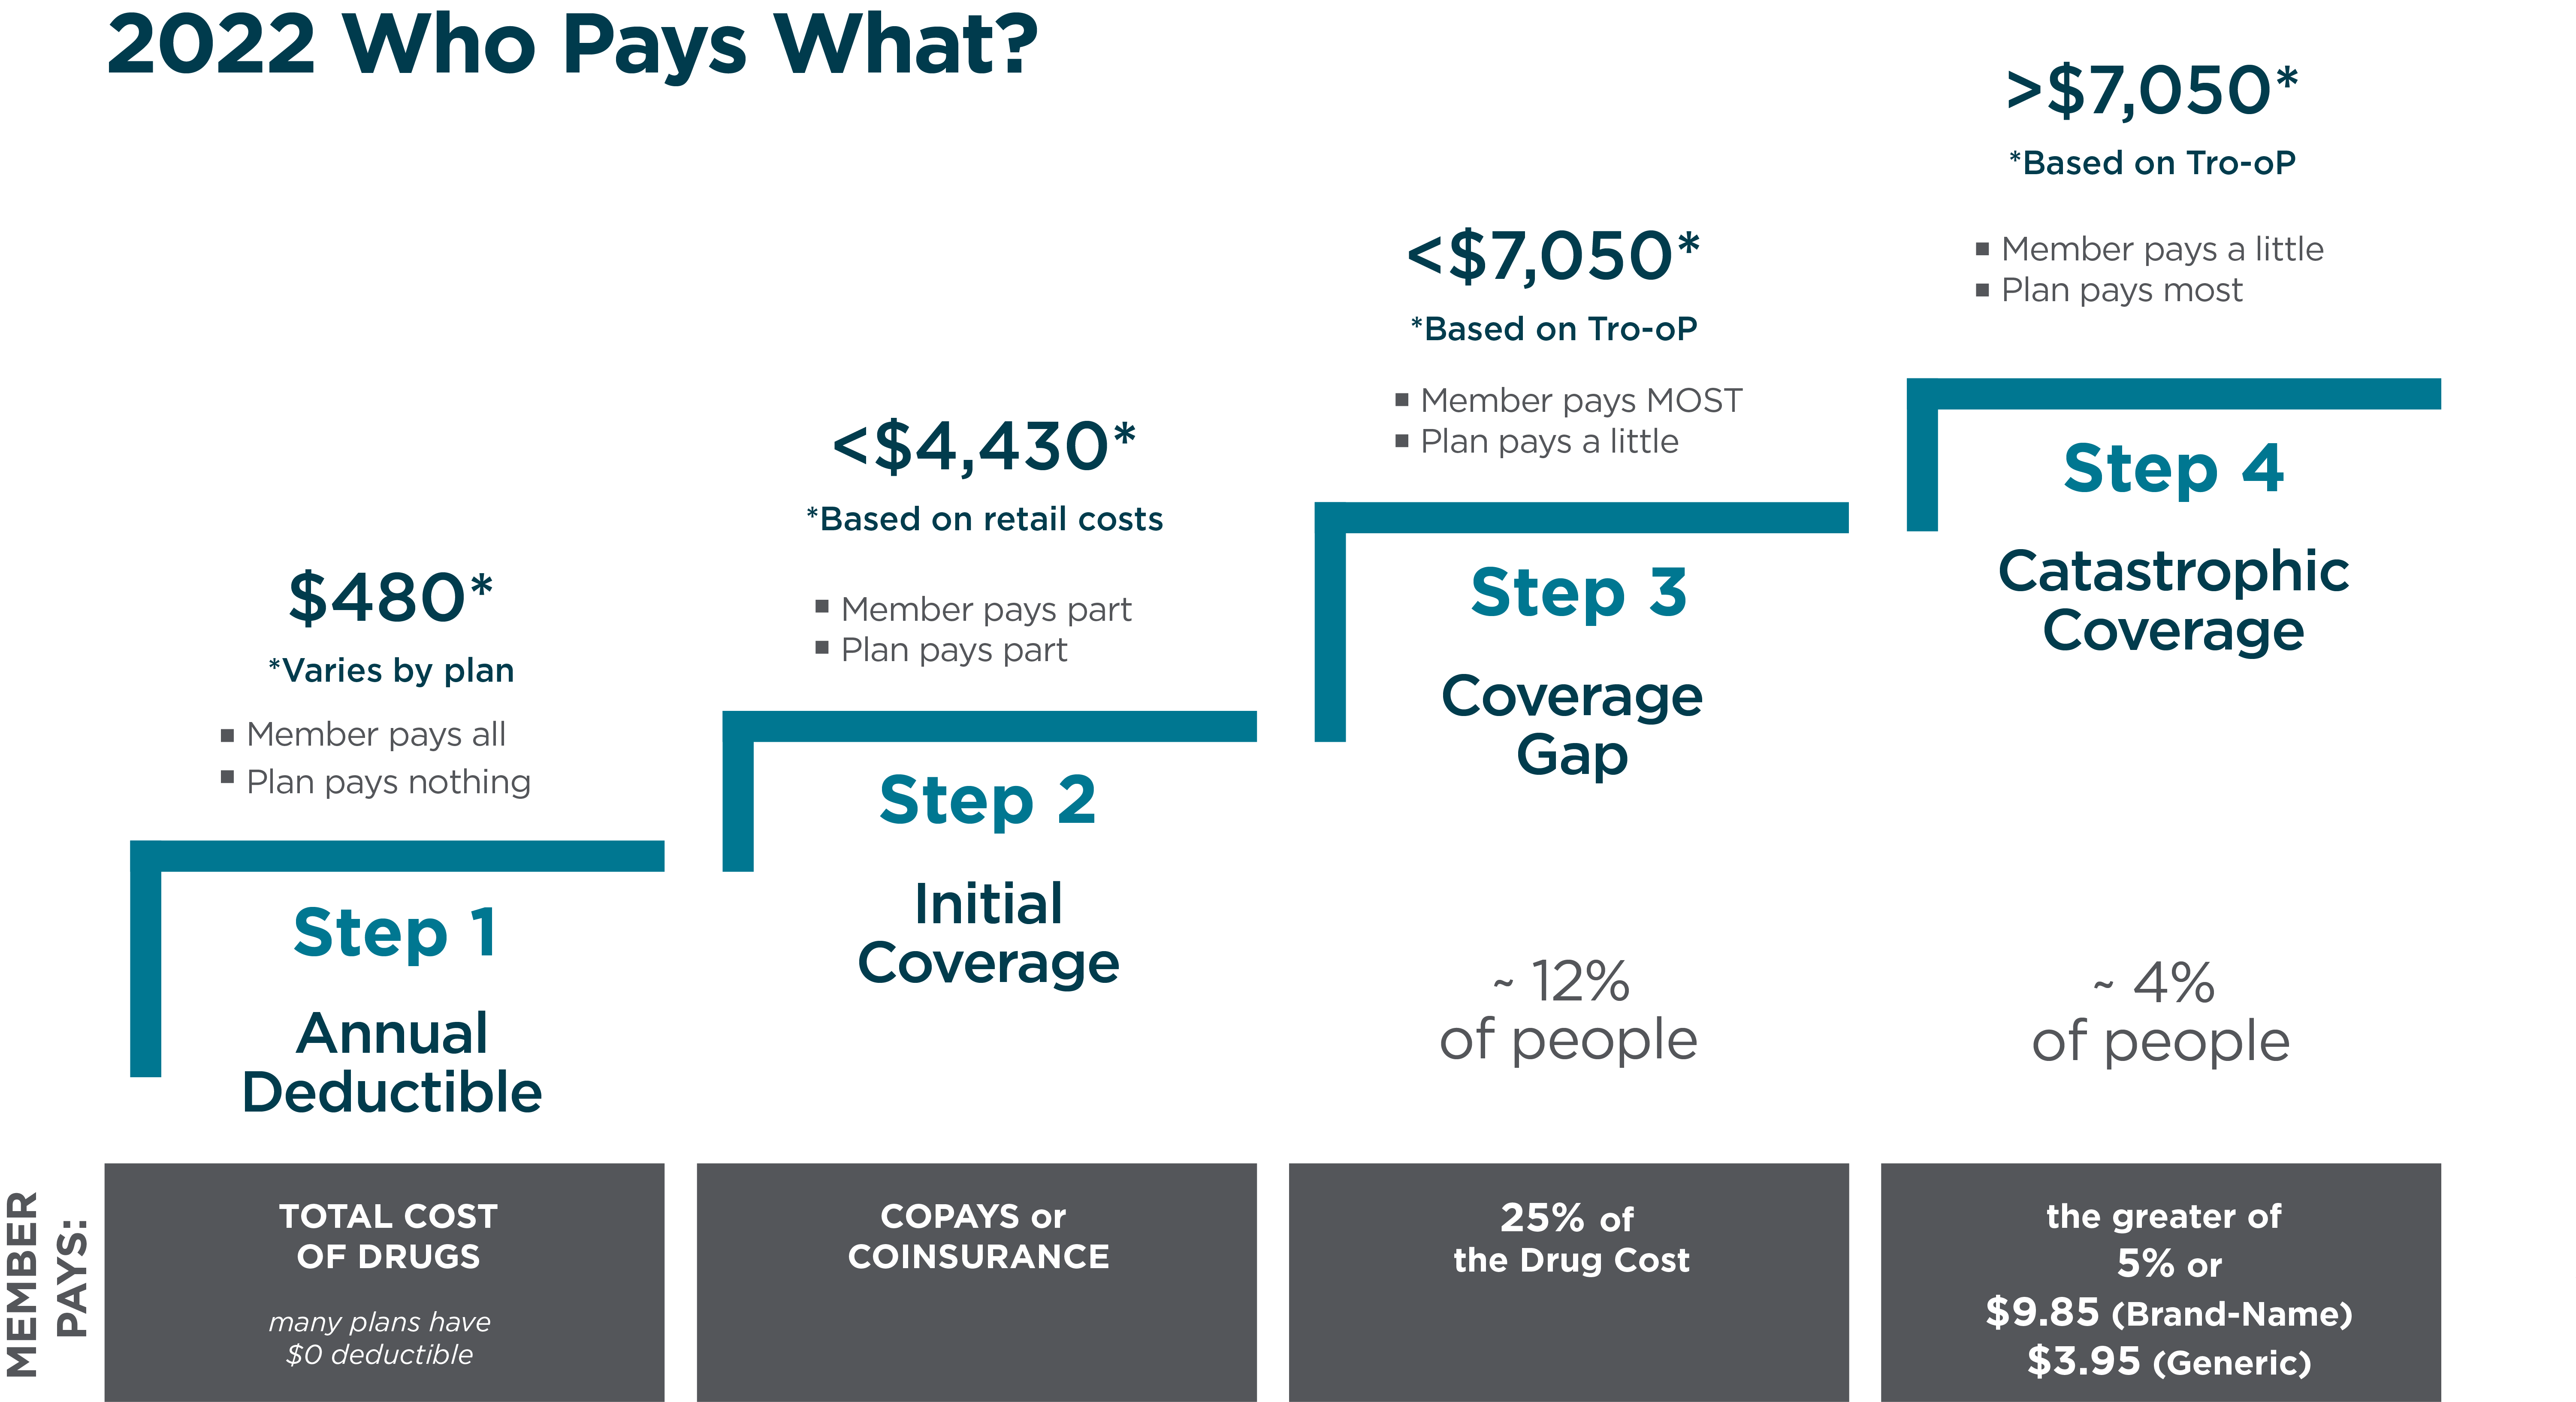 2022 Who Pays What?
$480*
*Varies by plan
▪ Member pays all
▪ Plan pays nothing
Step 1
Annual
Deductible
<$4,430*
*Based on retail costs
▪ Member pays part
▪ Plan pays part
Step 2
Initial
Coverage
<$7,050*
*Based on Tro-oP
▪ Member pays MOST
▪ Plan pays a little
Step 3
Coverage
Gap
~ 12%
of people
>$7,050*
*Based on Tro-oP
▪ Member pays a little
▪ Plan pays most
Step 4
Catastrophic
Coverage
~ 4%
of people
MEMBER
PAYS:
TOTAL COST
OF DRUGS
many plans have
$0 deductible
COPAYS or
COINSURANCE
25% of
the Drug Cost
the greater of
5% or
$9.85 (Brand-Name)
$3.95 (Generic)